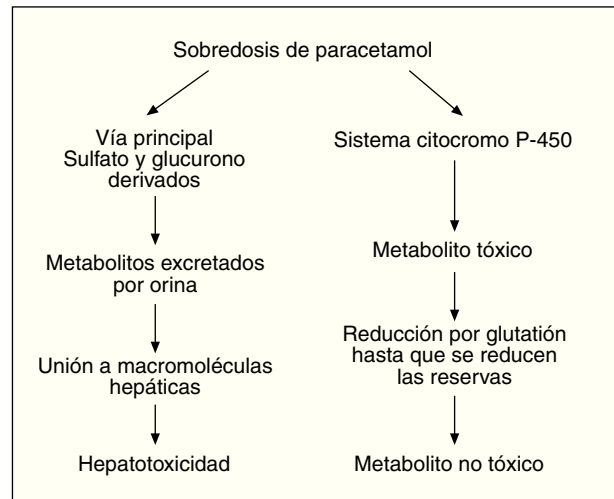 Sobredosis de paracetamol
Vía principal
Sulfato y glucurono
derivados
Sistema citocromo P-450
Metabolitos excretados
por orina
Metabolito tóxico
Unión a macromoléculas
hepáticas
Reducción por glutatión
hasta que se reducen
las reservas
Hepatotoxicidad
Metabolito no tóxico